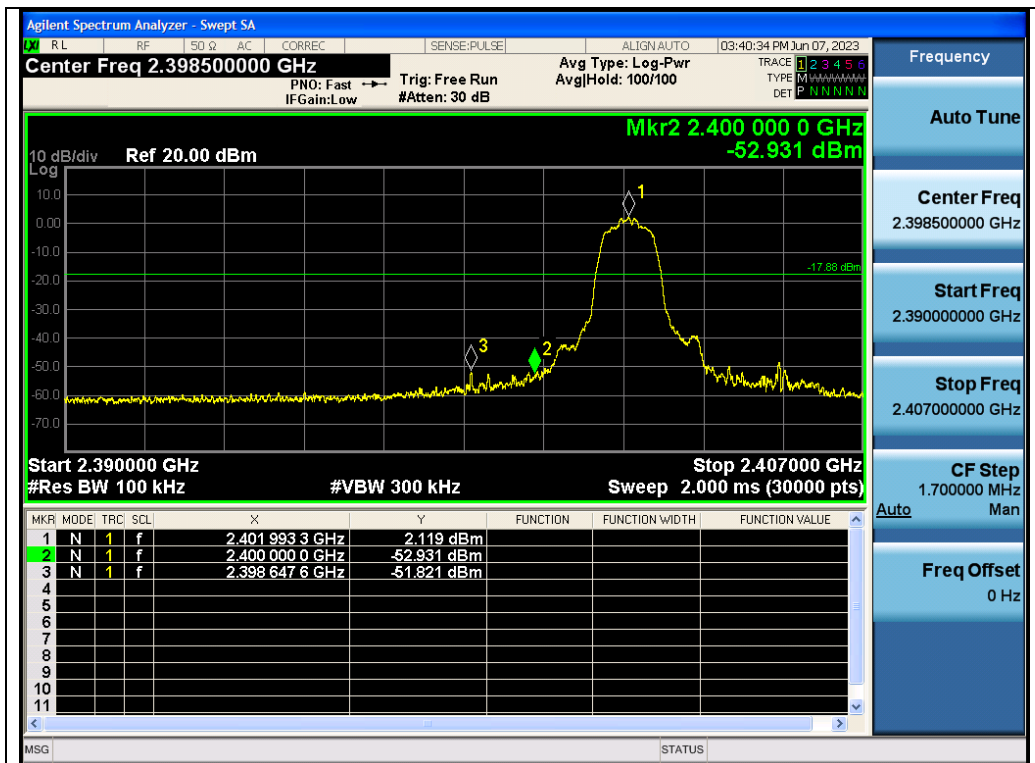 Agilent Spectrum Analyzer - Swept SA
LXI RL RF 50 Ω AC CORREC SENSE:PULSE ALIGN AUTO 03:40:34 PM Jun 07, 2023
Center Freq 2.398500000 GHz
PNO: Fast
IFGain:Low
Trig: Free Run
#Atten: 30 dB
Avg Type: Log-Pwr
Avg|Hold: 100/100
TRACE 1 2 3 4 5 6
TYPE M
DET P N N N N N
Mkr2 2.400 000 0 GHz
-52.931 dBm
10 dB/div Ref 20.00 dBm
Log
10.0
0.00
-10.0
-20.0
-30.0
-40.0
-50.0
-60.0
-70.0
1
-17.88 dBm
3
2
Start 2.390000 GHz Stop 2.407000 GHz
#Res BW 100 kHz #VBW 300 kHz Sweep 2.000 ms (30000 pts)
MKR MODE TRC SCL X Y FUNCTION FUNCTION WIDTH FUNCTION VALUE
1 N 1 f 2.401 993 3 GHz 2.119 dBm
2 N 1 f 2.400 000 0 GHz -52.931 dBm
3 N 1 f 2.398 647 6 GHz -51.821 dBm
4
5
6
7
8
9
10
11
MSG STATUS
Frequency
Auto Tune
Center Freq
2.398500000 GHz
Start Freq
2.390000000 GHz
Stop Freq
2.407000000 GHz
CF Step
1.700000 MHz
Auto Man
Freq Offset
0 Hz